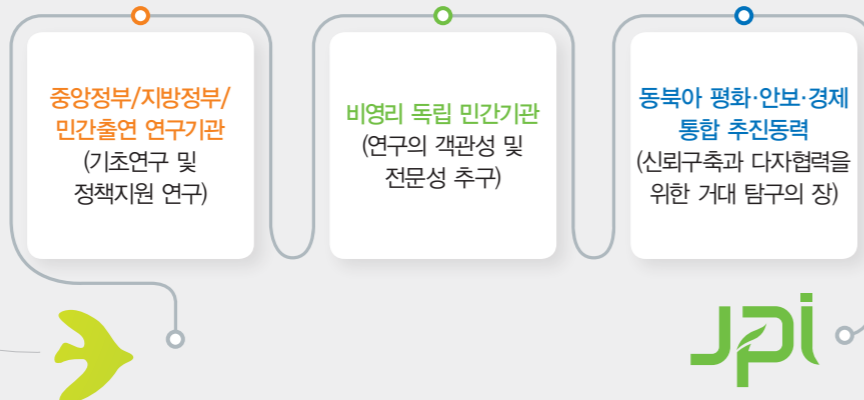 중앙정부/지방정부/
민간출연 연구기관
(기초연구 및
정책지원 연구)
비영리 독립 민간기관
(연구의 객관성 및
전문성 추구)
동북아 평화·안보·경제
통합 추진동력
(신뢰구축과 다자협력을
위한 거대 탐구의 장)
JPI